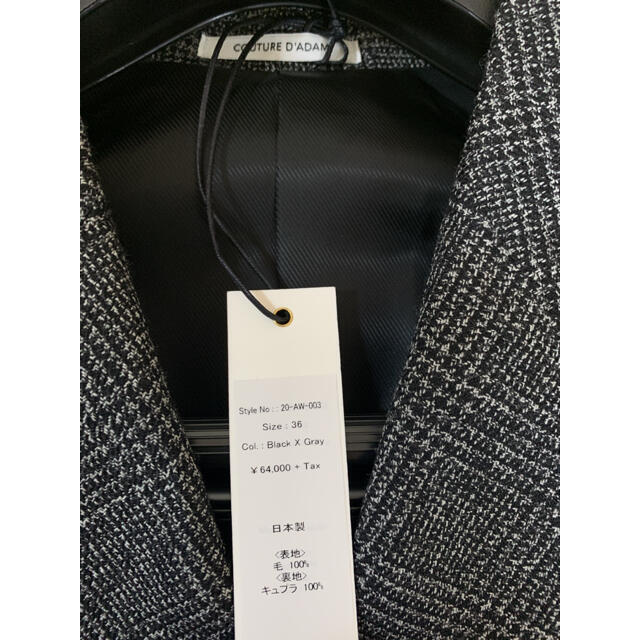 COUTURE D'ADAM
Style No : : 20-AW-003
Size : 36
Col. : Black X Gray
¥ 64,000 + Tax
日本製
〈表地〉
毛 100%
〈裏地〉
キュプラ 100%